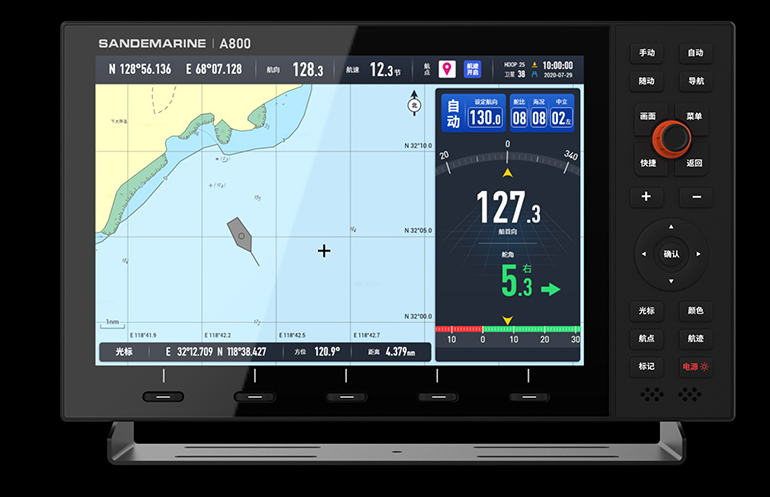 SANDEMARINE | A800
N 128°56.136 E 68°07.128 航向 128.3 航速 12.3节 航点 航迹开启 HDOP:25 卫星 38 10:00:00 2020-07-29
自动 设定航向 130.0 舵比 08 海况 08 中立 02左
20 0 340
127.3
船首向
舵角
5.3 右
10 0 10 20 30
N 32°10.0
N 32°05.0
N 32°00.0
北
1nm
E 118°41.9 E 118°42.2 E 118°42.5 E 118°42.7
光标 E 32°12.709 N 118°38.427 方位 120.9° 距离 4.379nm
手动 自动
随动 导航
画面 菜单
快捷 返回
+ −
确认
光标 颜色
航点 航迹
标记 电源